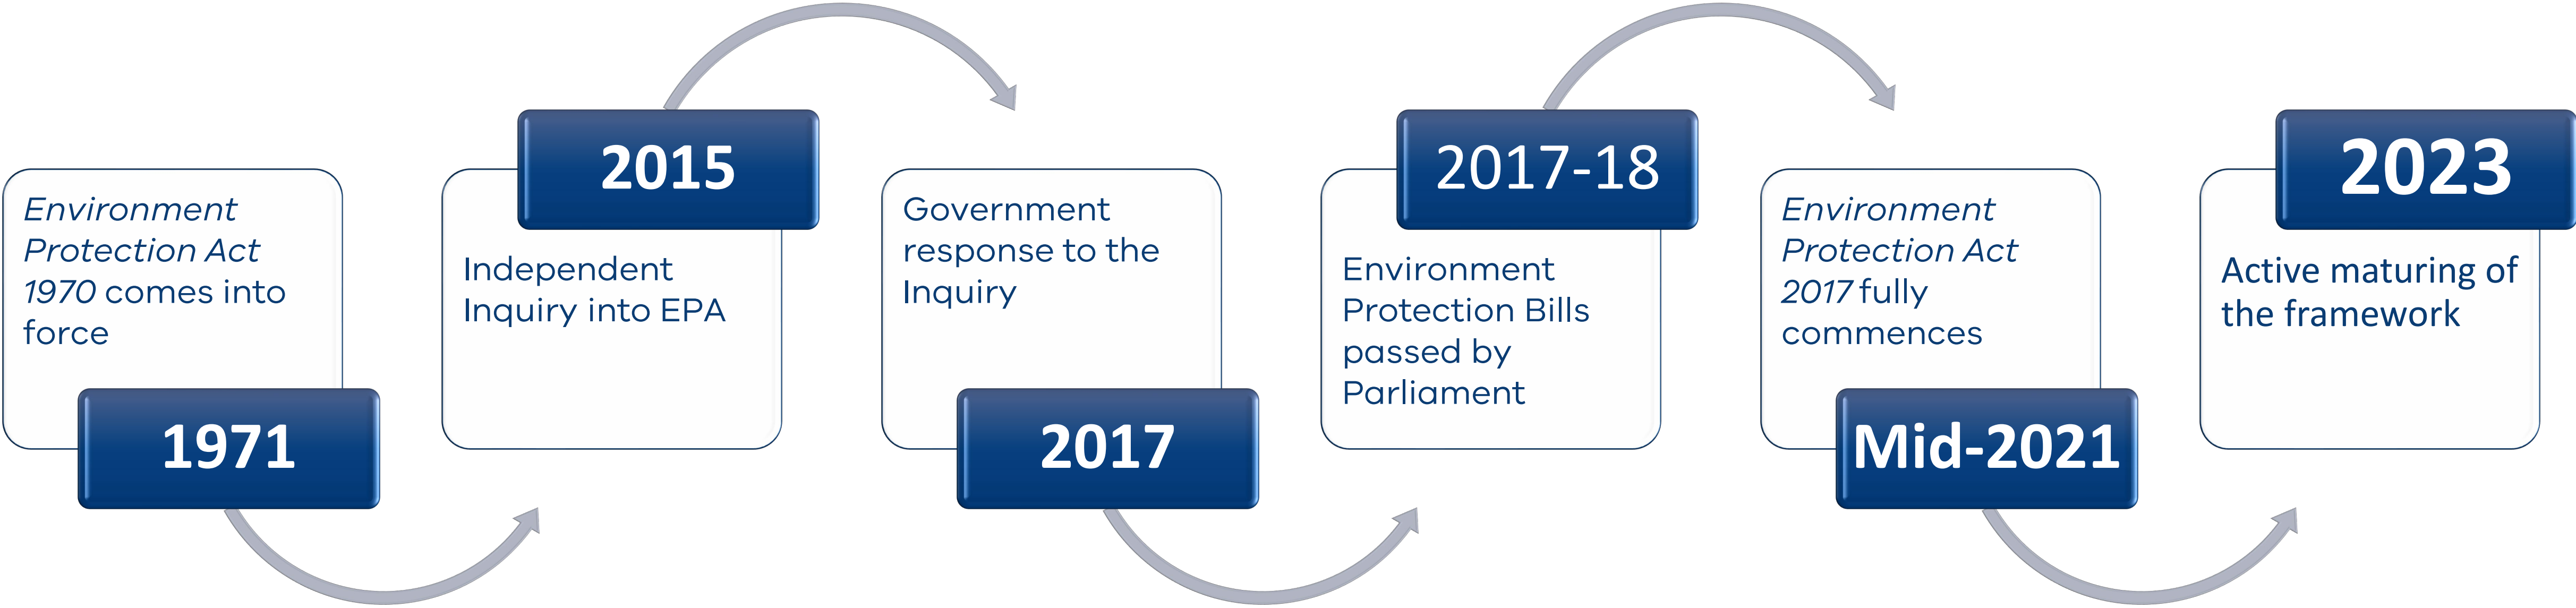 Environment
Protection Act
1970 comes into
force
1971
2015
Independent
Inquiry into EPA
Government
response to the
Inquiry
2017
2017-18
Environment
Protection Bills
passed by
Parliament
Environment
Protection Act
2017 fully
commences
Mid-2021
2023
Active maturing of
the framework